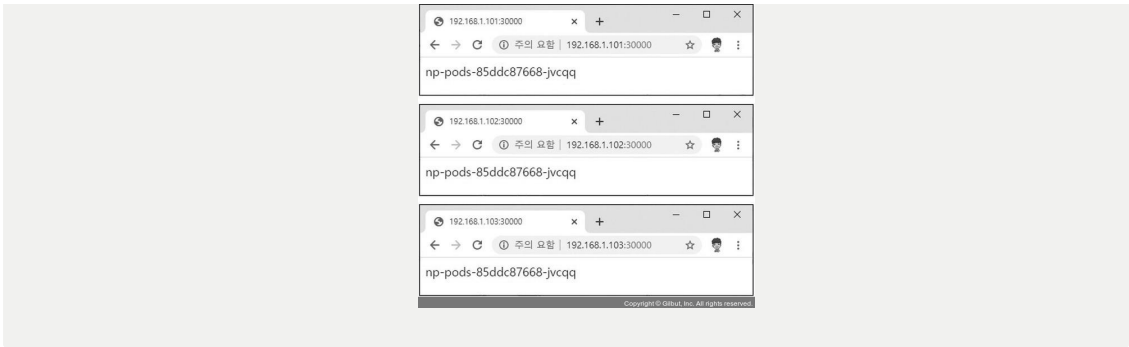 192.168.1.101:30000
주의 요함 | 192.168.1.101:30000
np-pods-85ddc87668-jvcqq
192.168.1.102:30000
주의 요함 | 192.168.1.102:30000
np-pods-85ddc87668-jvcqq
192.168.1.103:30000
주의 요함 | 192.168.1.103:30000
np-pods-85ddc87668-jvcqq
Copyright © Gilbut, Inc. All rights reserved.